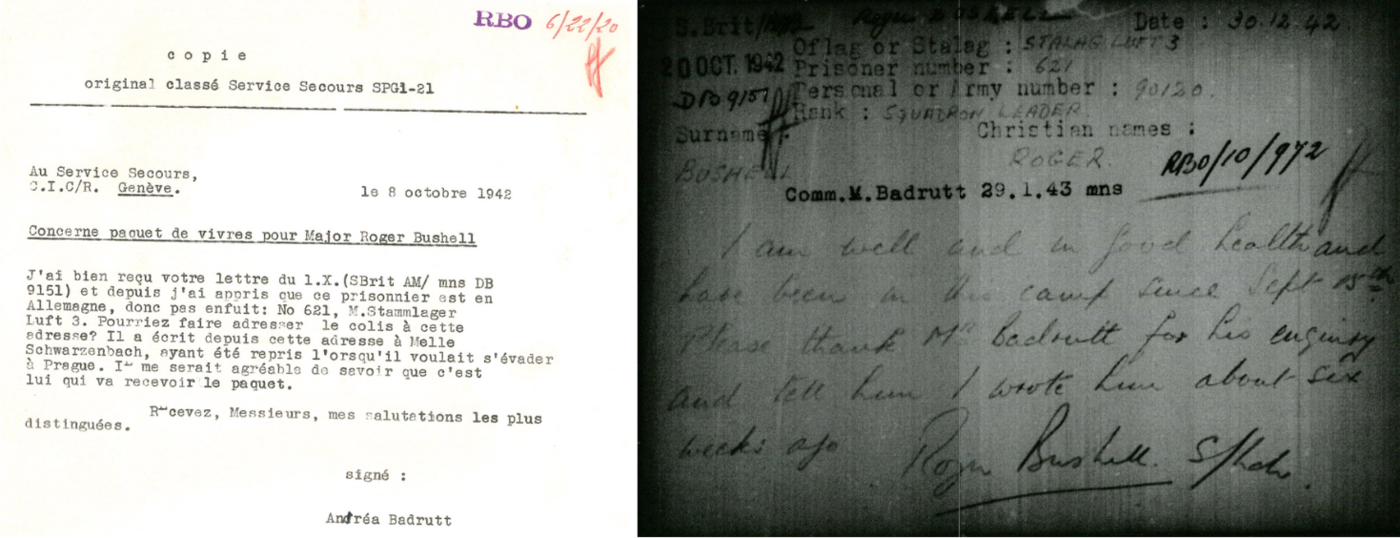 RBO 6/22/20
c o p i e
original classé Service Secours SPG1-21
Au Service Secours,
C.I.C/R. Genève.
le 8 octobre 1942
Concerne paquet de vivres pour Major Roger Bushell
J'ai bien reçu votre lettre du 1.X.(SBrit AM/ mns DB
9151) et depuis j'ai appris que ce prisonnier est en
Allemagne, donc pas enfuit: No 621, M.Stammlager
Luft 3. Pourriez faire adresser le colis à cette
adresse? Il a écrit depuis cette adresse à Melle
Schwarzenbach, ayant été repris l'orsqu'il voulait s'évader
à Prague. Il me serait agréable de savoir que c'est
lui qui va recevoir le paquet.
Recevez, Messieurs, mes salutations les plus
distinguées.
signé :
Andréa Badrutt
S.Brit/ Roger BUSHELL Date : 30.12.42.
Oflag or Stalag : STALAG LUFT 3
20 OCT. 1942 Prisoner number : 621
DB 9151 Personal or Army number : 90120.
Rank : SQUADRON LEADER
Surname : Christian names :
BUSHELL ROGER. RBO/10/972
Comm.M.Badrutt 29.1.43 mns
I am well and in good health and
have been in this camp since Sept 15th.
Please thank Mr Badrutt for his enquiry
and tell him I wrote him about six
weeks ago Roger Bushell. S/Ldr.